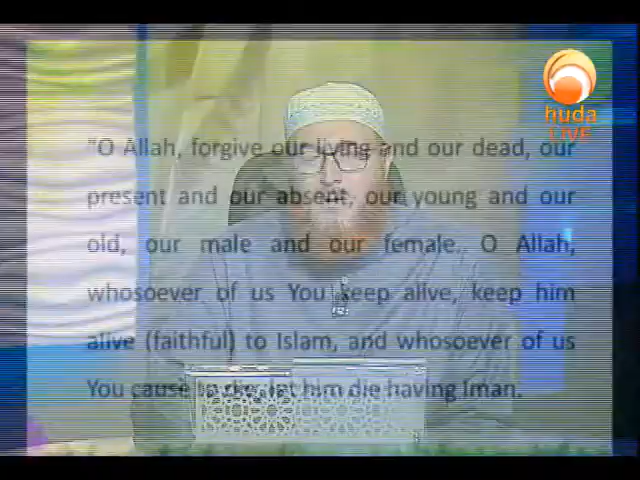 huda
LIVE
"O Allah, forgive our living and our dead, our
present and our absent, our young and our
old, our male and our female. O Allah,
whosoever of us You keep alive, keep him
alive (faithful) to Islam, and whosoever of us
You cause to die, let him die having Iman.